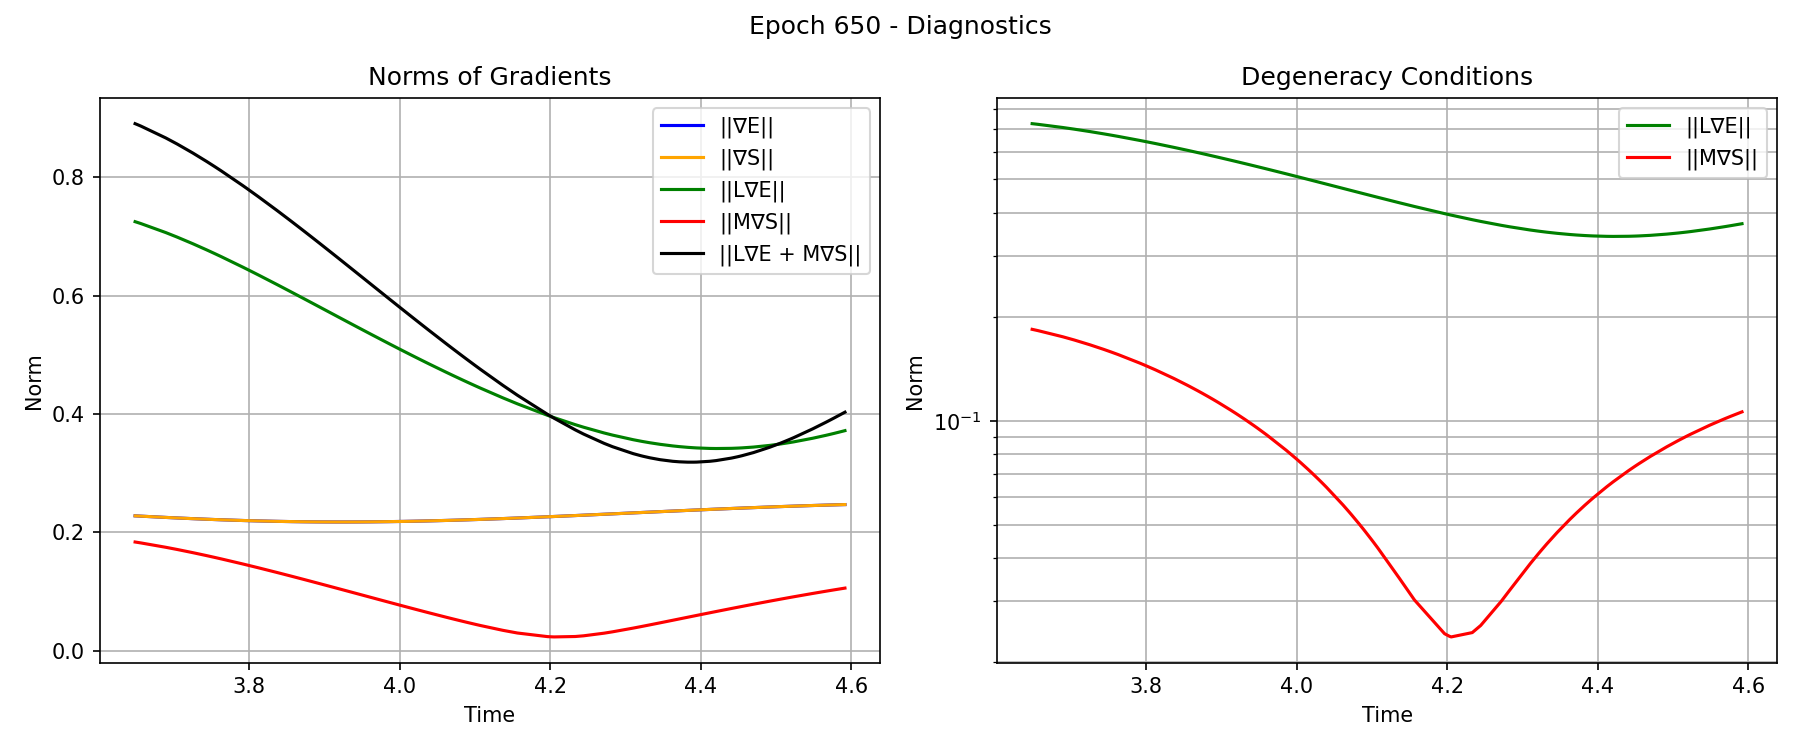 Epoch 650 - Diagnostics
Norms of Gradients
Norm
0.8
0.6
0.4
0.2
0.0
||∇E||
||∇S||
||L∇E||
||M∇S||
||L∇E + M∇S||
3.8 4.0 4.2 4.4 4.6
Time
Degeneracy Conditions
Norm
10⁻¹
||L∇E||
||M∇S||
3.8 4.0 4.2 4.4 4.6
Time